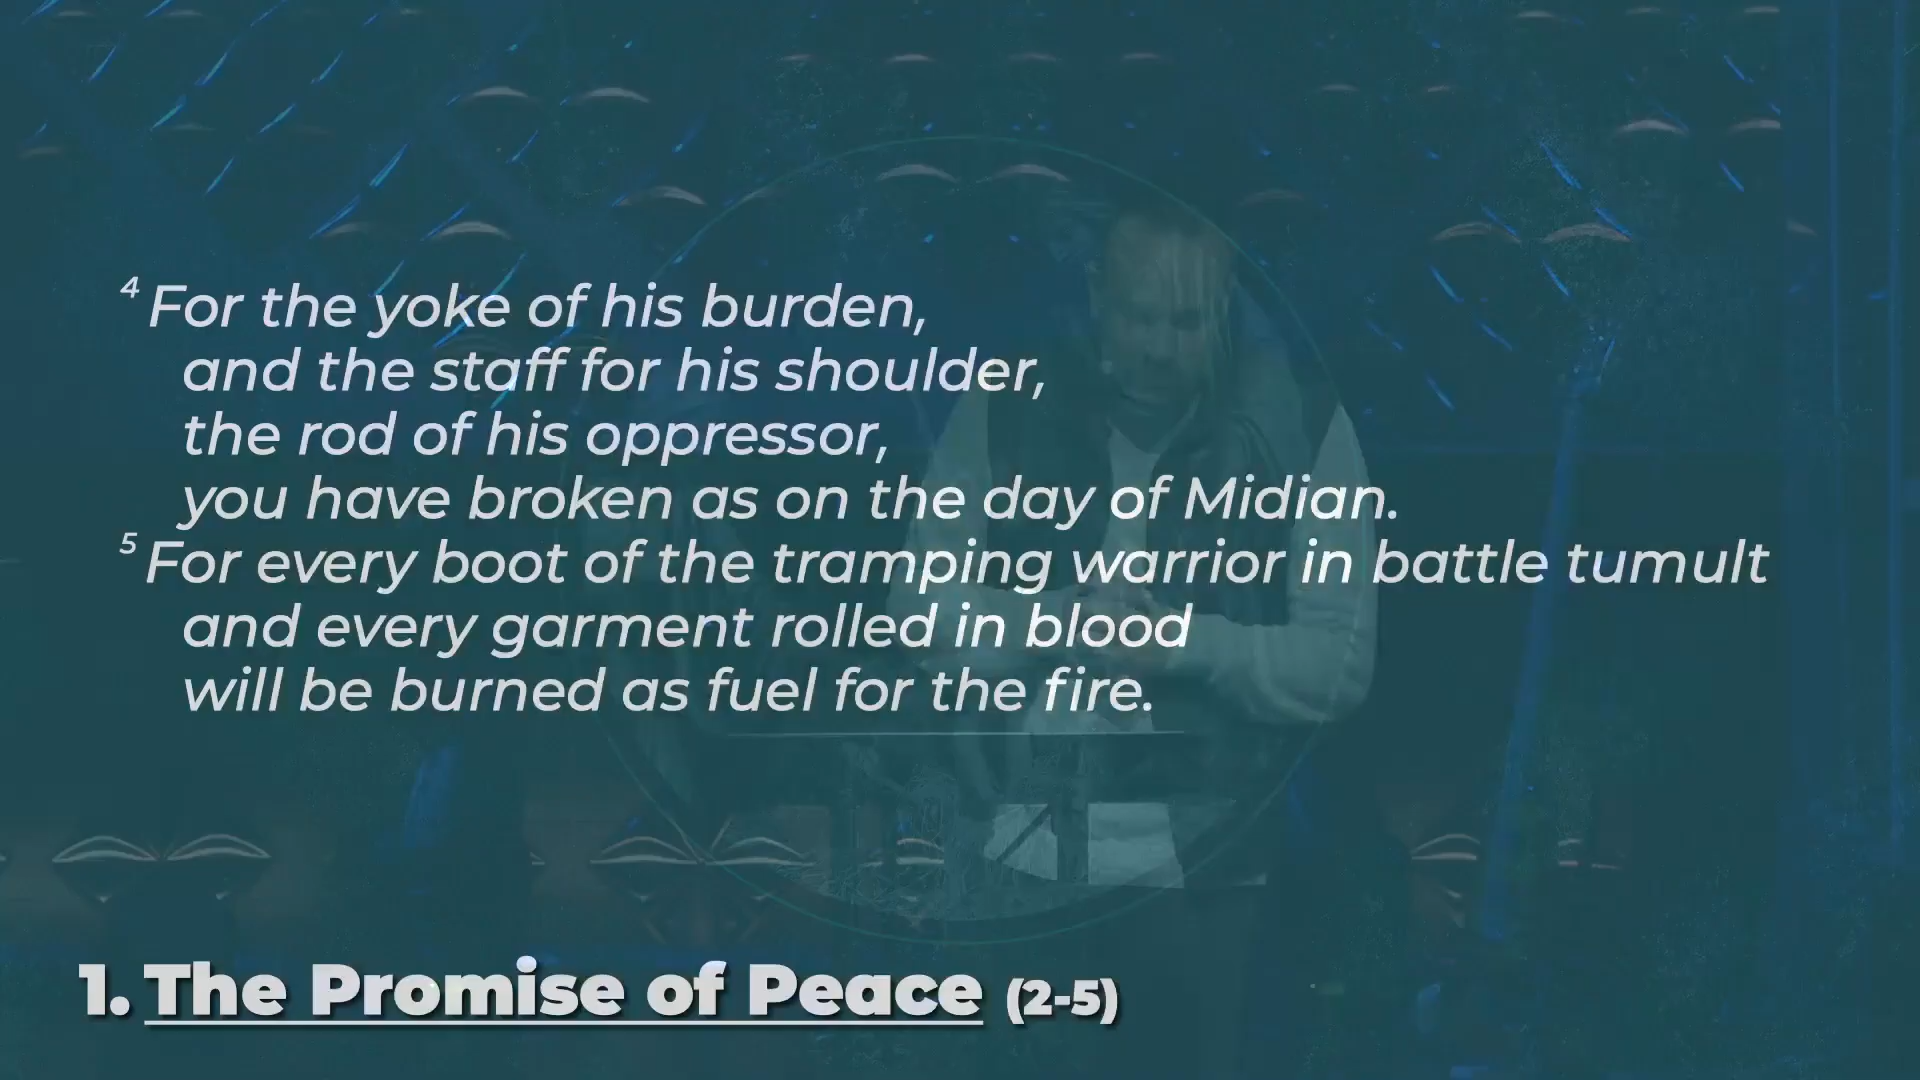 4 For the yoke of his burden,
and the staff for his shoulder,
the rod of his oppressor,
you have broken as on the day of Midian.
5 For every boot of the tramping warrior in battle tumult
and every garment rolled in blood
will be burned as fuel for the fire.
1. The Promise of Peace (2-5)